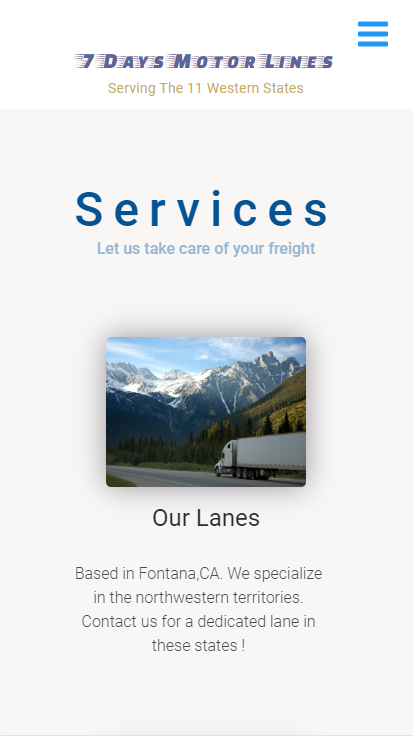 7 Days Motor Lines
Serving The 11 Western States
Services
Let us take care of your freight
Our Lanes
Based in Fontana,CA. We specialize
in the northwestern territories.
Contact us for a dedicated lane in
these states !